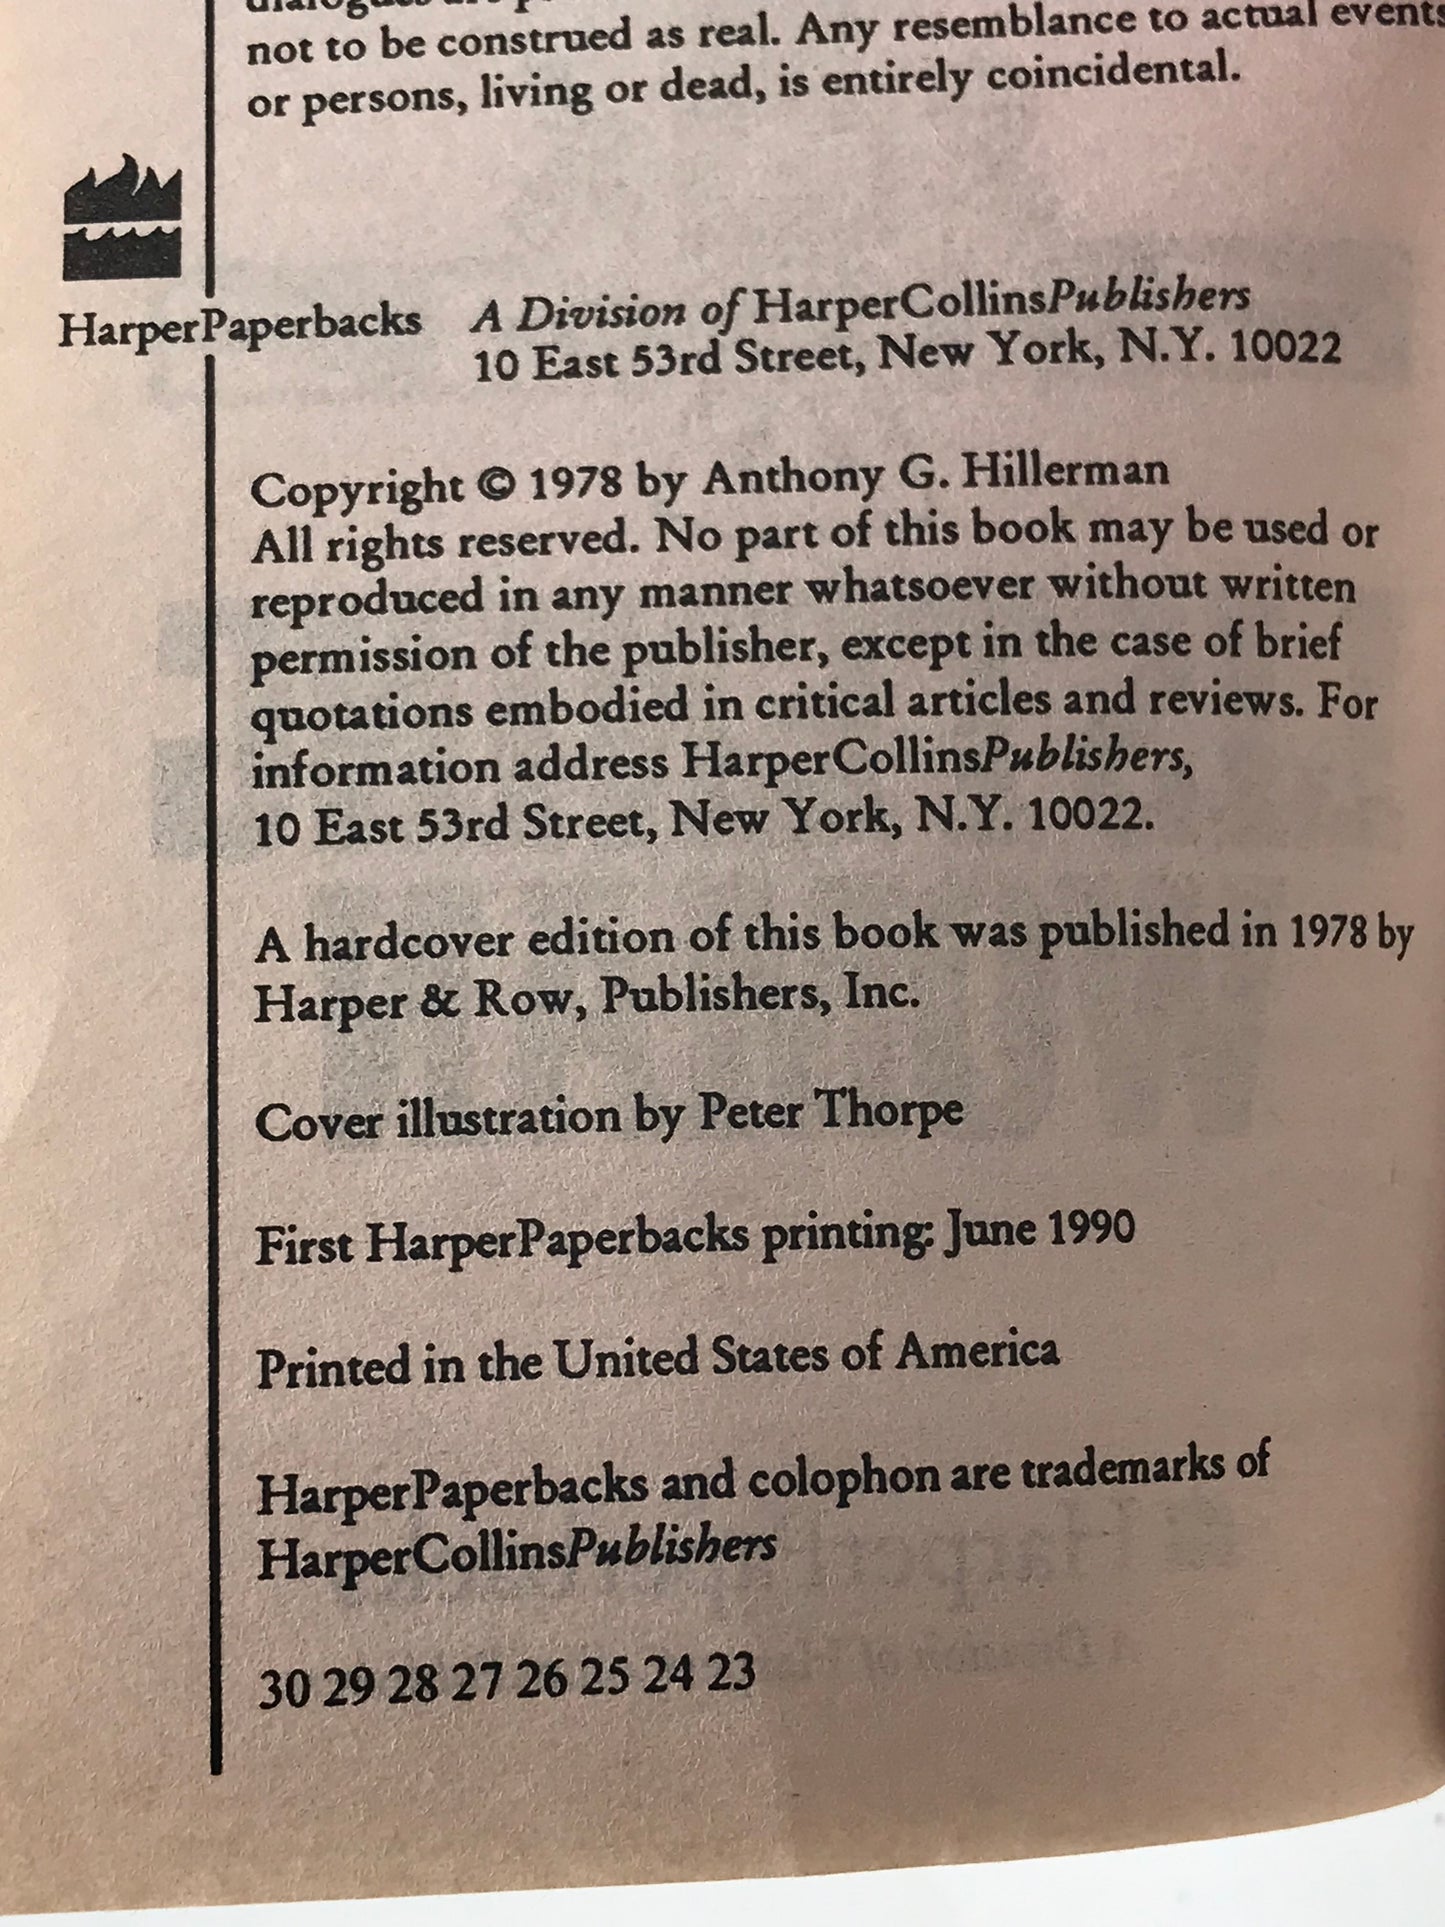 dialogues are
not to be construed as real. Any resemblance to actual events
or persons, living or dead, is entirely coincidental.
HarperPaperbacks A Division of HarperCollinsPublishers
10 East 53rd Street, New York, N.Y. 10022
Copyright © 1978 by Anthony G. Hillerman
All rights reserved. No part of this book may be used or
reproduced in any manner whatsoever without written
permission of the publisher, except in the case of brief
quotations embodied in critical articles and reviews. For
information address HarperCollinsPublishers,
10 East 53rd Street, New York, N.Y. 10022.
A hardcover edition of this book was published in 1978 by
Harper & Row, Publishers, Inc.
Cover illustration by Peter Thorpe
First HarperPaperbacks printing: June 1990
Printed in the United States of America
HarperPaperbacks and colophon are trademarks of
HarperCollinsPublishers
30 29 28 27 26 25 24 23